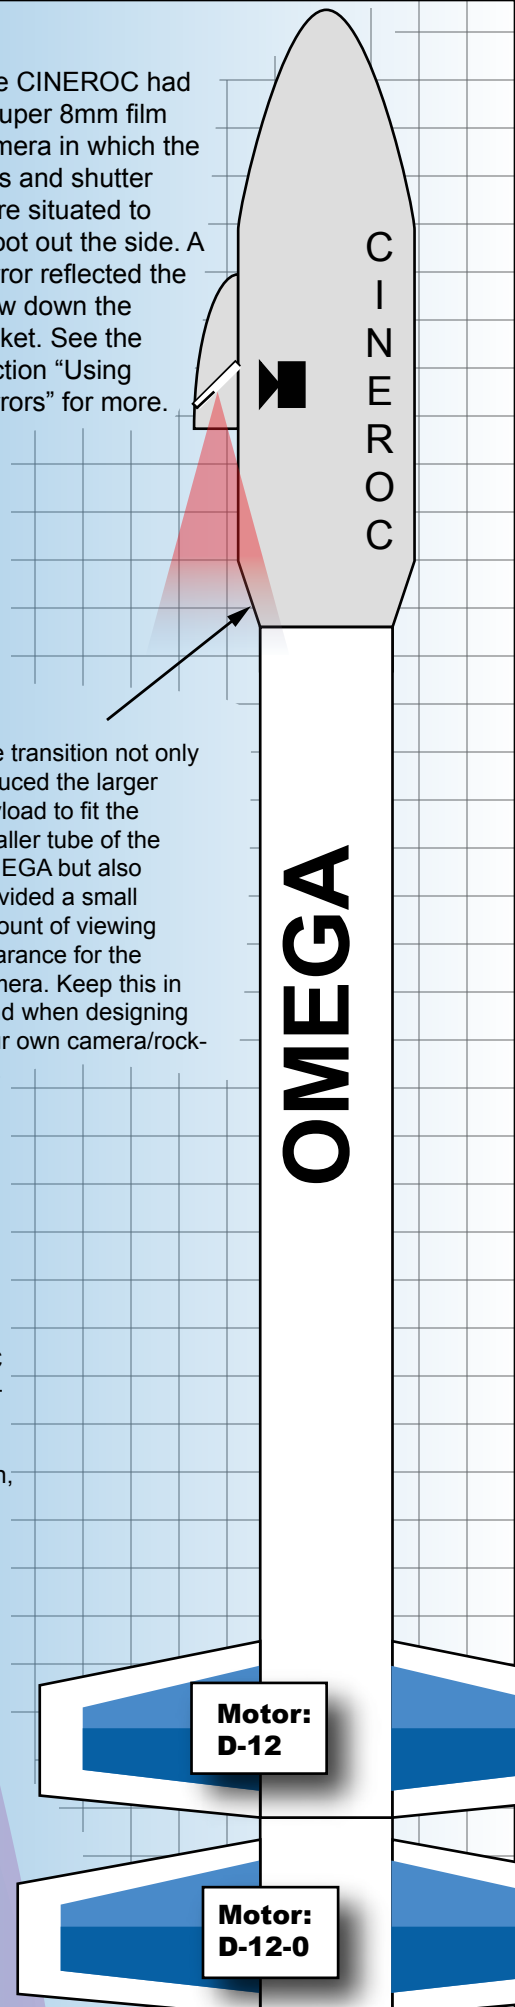 e CINEROC had
uper 8mm film
mera in which the
s and shutter
re situated to
oot out the side. A
rror reflected the
w down the
ket. See the
ction “Using
rrors” for more.
CINEROC
e transition not only
uced the larger
load to fit the
aller tube of the
EGA but also
vided a small
ount of viewing
arance for the
mera. Keep this in
d when designing
ur own camera/rock-
OMEGA
n,
Motor:
D-12
Motor:
D-12-0